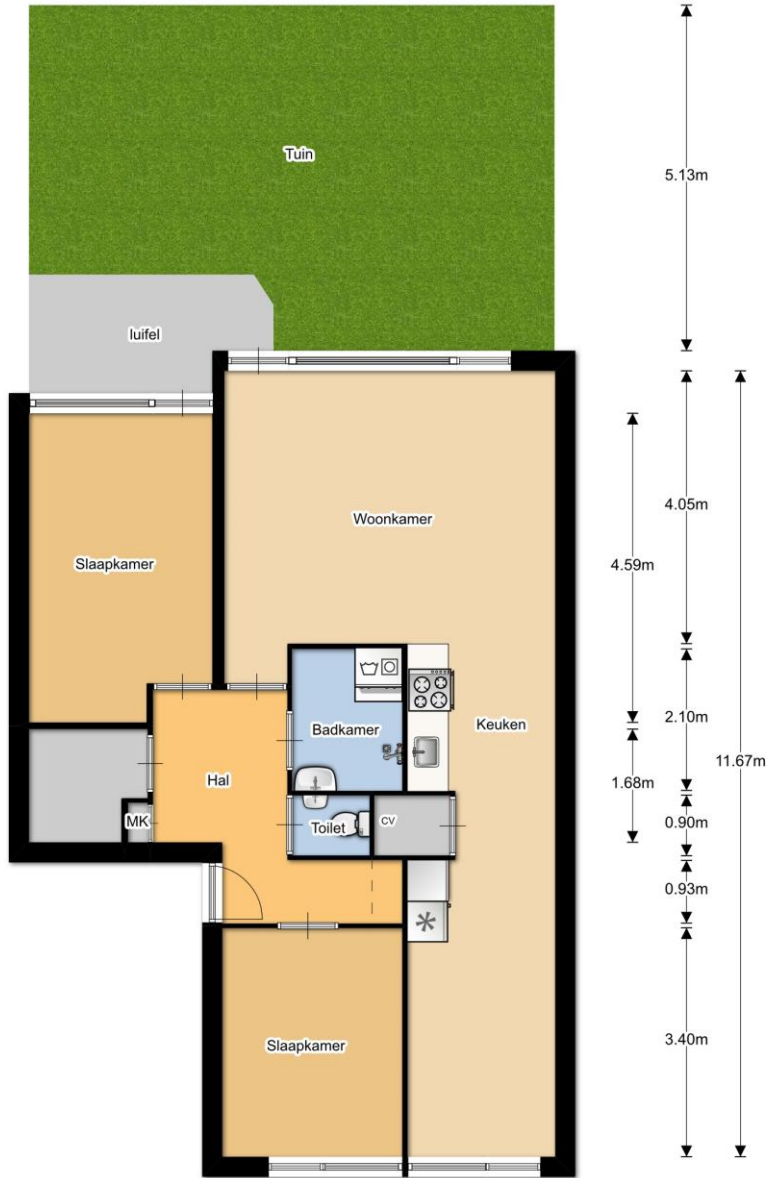 Tuin
5.13m
luifel
Woonkamer
4.05m
Slaapkamer
4.59m
Badkamer
Keuken
2.10m
11.67m
Hal
1.68m
MK
Toilet
CV
0.90m
0.93m
Slaapkamer
3.40m